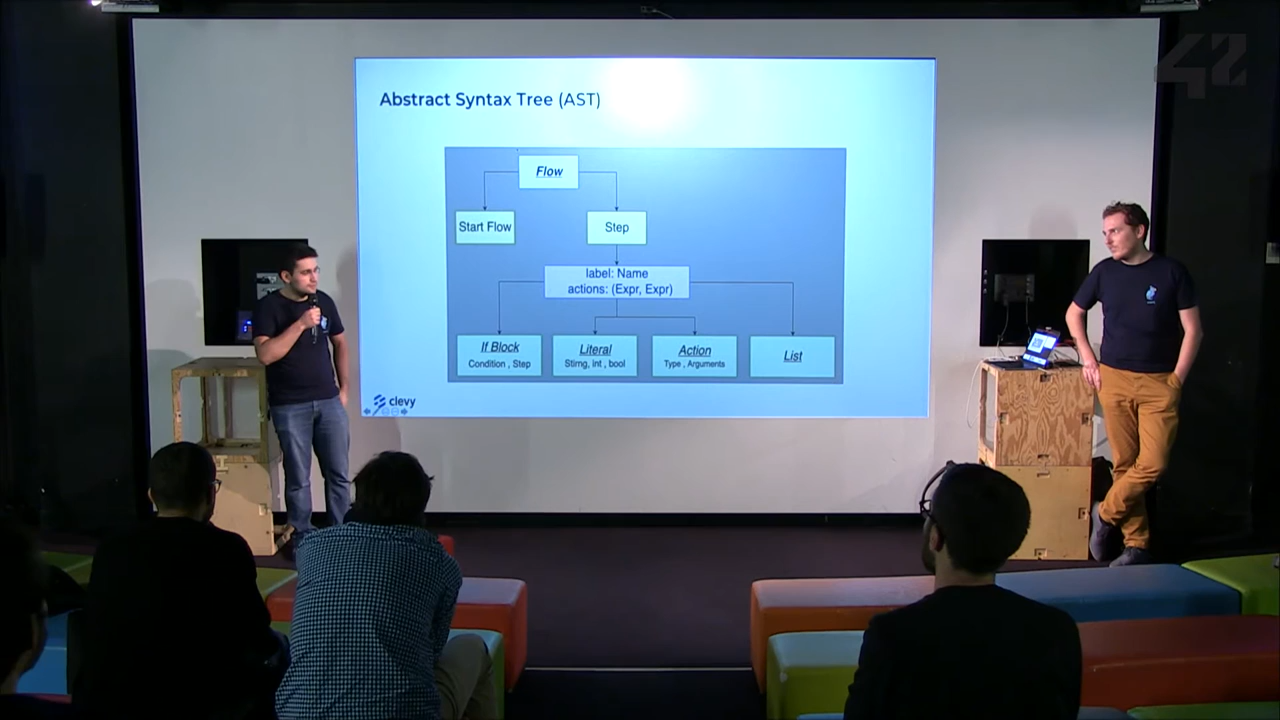 42
Abstract Syntax Tree (AST)
Flow
Start Flow
Step
label: Name
actions: (Expr, Expr)
If Block
Condition , Step
Literal
Stirng, int , bool
Action
Type , Arguments
List
clevy